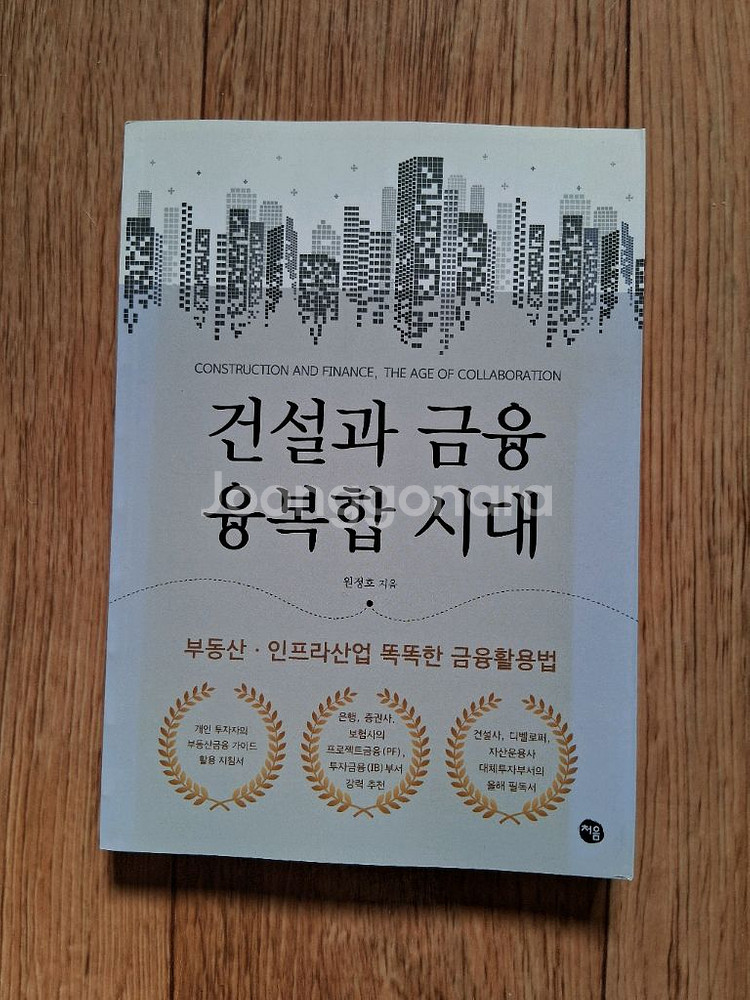 CONSTRUCTION AND FINANCE, THE AGE OF COLLABORATION
건설과 금융
융복합 시대
Joonggonara
원정호 지음
부동산 · 인프라산업 똑똑한 금융활용법
개인 투자자의
부동산금융 가이드
활용 지침서
은행, 증권사,
보험사의
프로젝트금융(PF),
투자금융(IB)부서
강력 추천
건설사, 디벨로퍼,
자산운용사
대체투자부서의
올해 필독서
처음